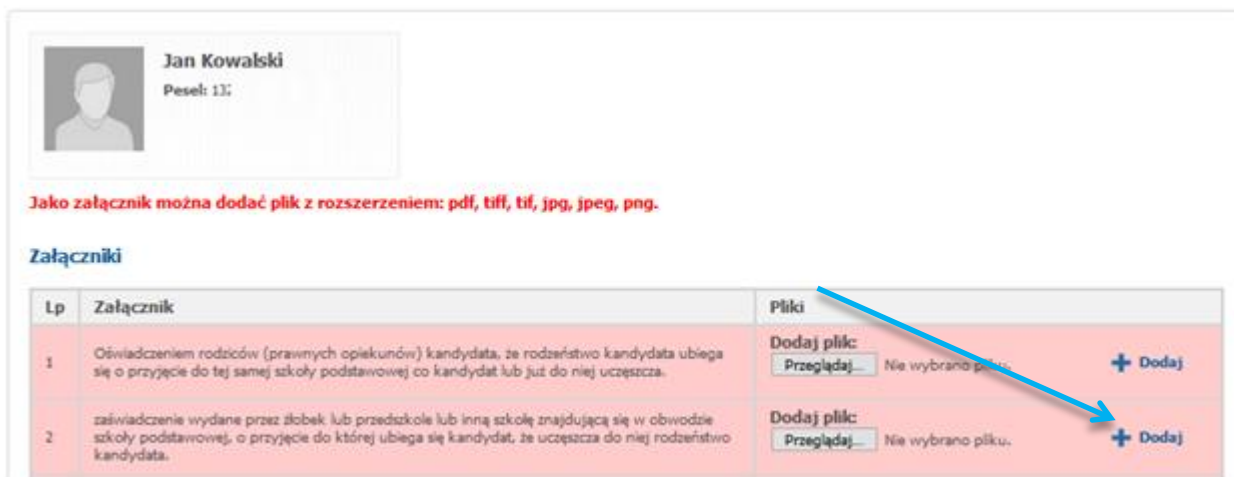 Jan Kowalski
Pesel: 13
Jako załącznik można dodać plik z rozszerzeniem: pdf, tiff, tif, jpg, jpeg, png.
Załączniki
Lp Załącznik Pliki
1 Oświadczeniem rodziców (prawnych opiekunów) kandydata, że rodzeństwo kandydata ubiega
się o przyjęcie do tej samej szkoły podstawowej co kandydat lub już do niej uczęszcza.
Dodaj plik:
Przeglądaj... Nie wybrano pliku. Dodaj
2 zaświadczenie wydane przez żłobek lub przedszkole lub inną szkołę znajdującą się w obwodzie
szkoły podstawowej, o przyjęcie do której ubiega się kandydat, że uczęszcza do niej rodzeństwo
kandydata.
Dodaj plik:
Przeglądaj... Nie wybrano pliku. Dodaj